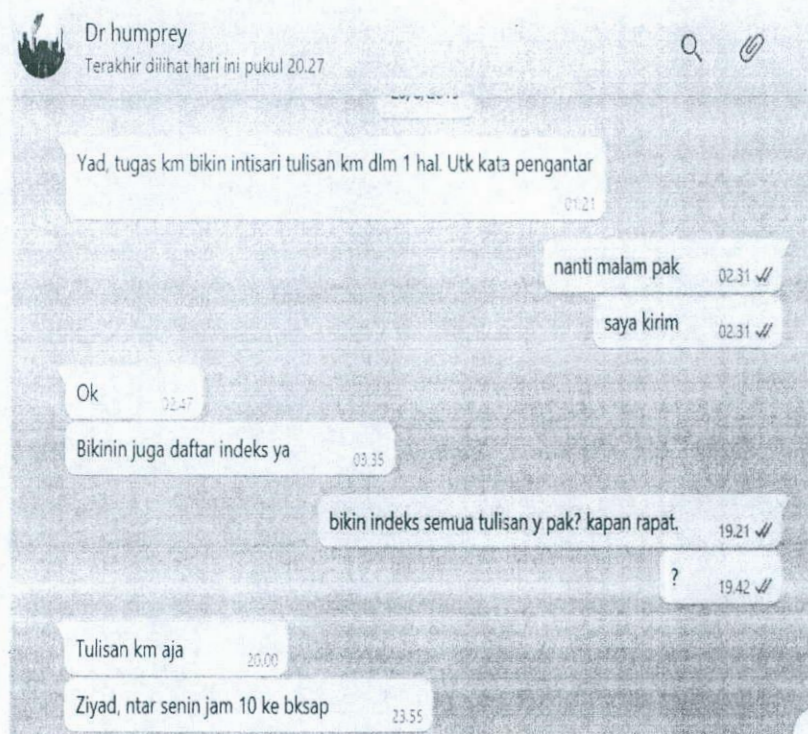 Dr humprey
Terakhir dilihat hari ini pukul 20.27
Yad, tugas km bikin intisari tulisan km dlm 1 hal. Utk kata pengantar
01:21
nanti malam pak 02.31
saya kirim 02.31
Ok 02.47
Bikinin juga daftar indeks ya 03.35
bikin indeks semua tulisan y pak? kapan rapat. 19.21
? 19.42
Tulisan km aja 20.00
Ziyad, ntar senin jam 10 ke bksap 23.55